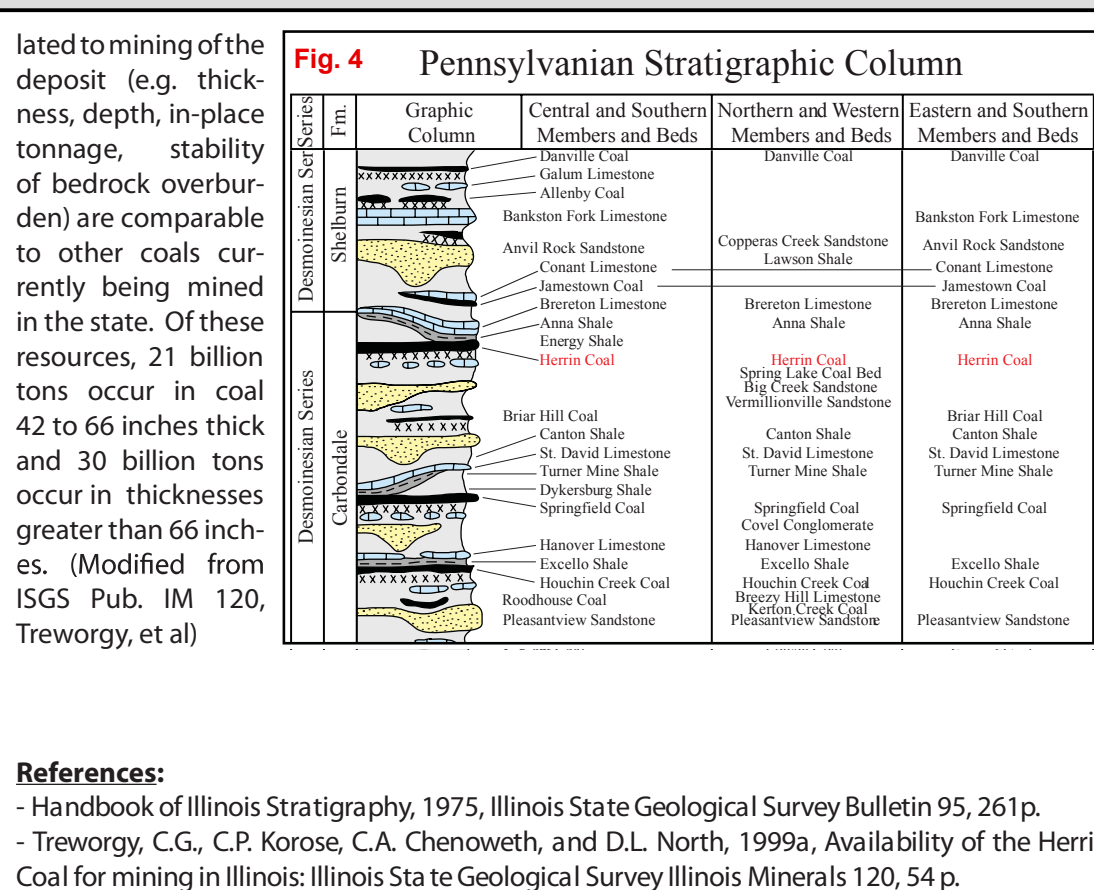 lated to mining of the
deposit (e.g. thick-
ness, depth, in-place
tonnage, stability
of bedrock overbur-
den) are comparable
to other coals cur-
rently being mined
in the state. Of these
resources, 21 billion
tons occur in coal
42 to 66 inches thick
and 30 billion tons
occur in thicknesses
greater than 66 inch-
es. (Modified from
ISGS Pub. IM 120,
Treworgy, et al)
Fig. 4 Pennsylvanian Stratigraphic Column
Series
Fm.
Graphic
Column
Central and Southern
Members and Beds
Northern and Western
Members and Beds
Eastern and Southern
Members and Beds
Desmoinesian Ser
Shelburn
Desmoinesian Series
Carbondale
Danville Coal
Galum Limestone
Allenby Coal
Bankston Fork Limestone
Anvil Rock Sandstone
Conant Limestone
Jamestown Coal
Brereton Limestone
Anna Shale
Energy Shale
Herrin Coal
Briar Hill Coal
Canton Shale
St. David Limestone
Turner Mine Shale
Dykersburg Shale
Springfield Coal
Hanover Limestone
Excello Shale
Houchin Creek Coal
Roodhouse Coal
Pleasantview Sandstone
Danville Coal
Copperas Creek Sandstone
Lawson Shale
Brereton Limestone
Anna Shale
Herrin Coal
Spring Lake Coal Bed
Big Creek Sandstone
Vermillionville Sandstone
Canton Shale
St. David Limestone
Turner Mine Shale
Springfield Coal
Covel Conglomerate
Hanover Limestone
Excello Shale
Houchin Creek Coal
Breezy Hill Limestone
Kerton Creek Coal
Pleasantview Sandstone
Danville Coal
Bankston Fork Limestone
Anvil Rock Sandstone
Conant Limestone
Jamestown Coal
Brereton Limestone
Anna Shale
Herrin Coal
Briar Hill Coal
Canton Shale
St. David Limestone
Turner Mine Shale
Springfield Coal
Excello Shale
Houchin Creek Coal
Pleasantview Sandstone
References:
- Handbook of Illinois Stratigraphy, 1975, Illinois State Geological Survey Bulletin 95, 261p.
- Treworgy, C.G., C.P. Korose, C.A. Chenoweth, and D.L. North, 1999a, Availability of the Herri
Coal for mining in Illinois: Illinois State Geological Survey Illinois Minerals 120, 54 p.